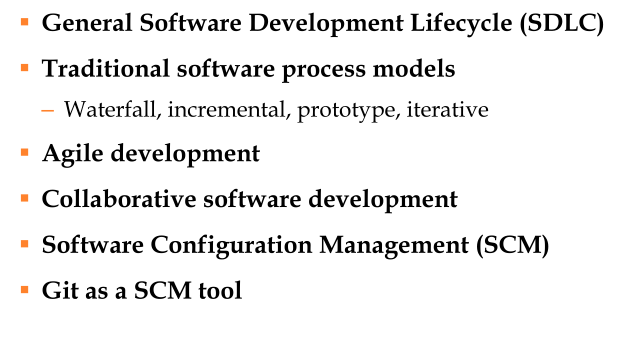 ▪ General Software Development Lifecycle (SDLC)
▪ Traditional software process models
– Waterfall, incremental, prototype, iterative
▪ Agile development
▪ Collaborative software development
▪ Software Configuration Management (SCM)
▪ Git as a SCM tool